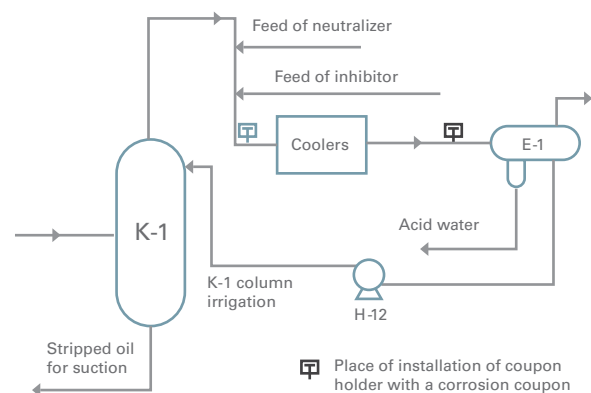 Feed of neutralizer
Feed of inhibitor
Coolers
E-1
K-1
Acid water
K-1 column
irrigation
H-12
Stripped oil
for suction
Place of installation of coupon
holder with a corrosion coupon